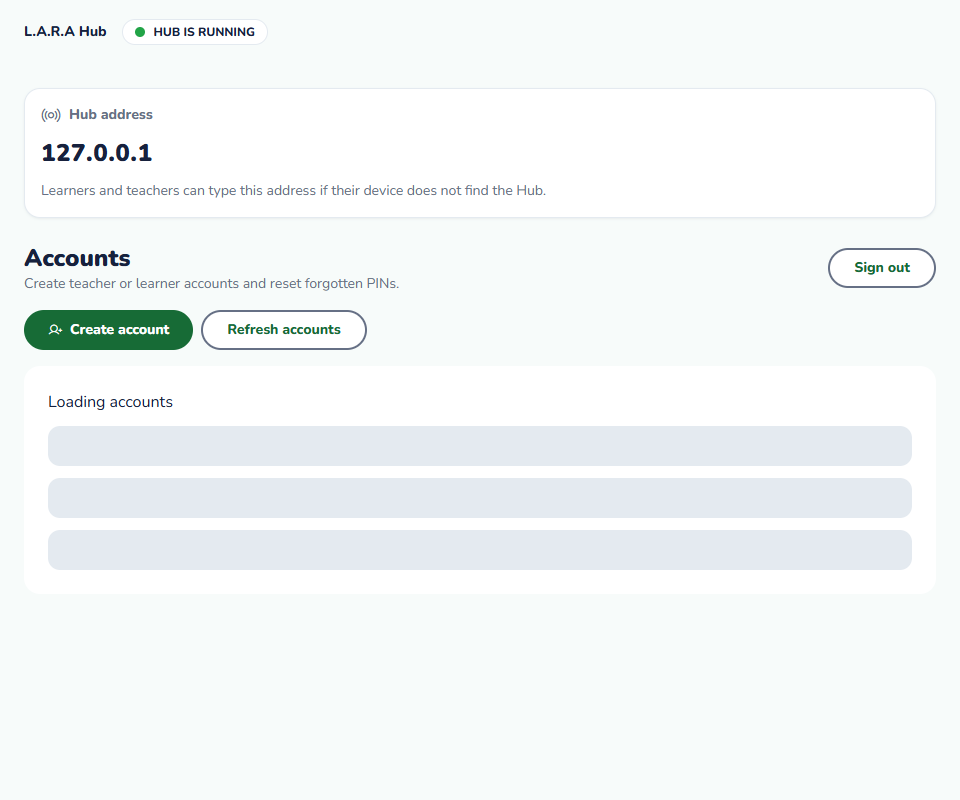 L.A.R.A Hub
HUB IS RUNNING
Hub address
127.0.0.1
Learners and teachers can type this address if their device does not find the Hub.
Accounts
Create teacher or learner accounts and reset forgotten PINs.
Sign out
Create account
Refresh accounts
Loading accounts